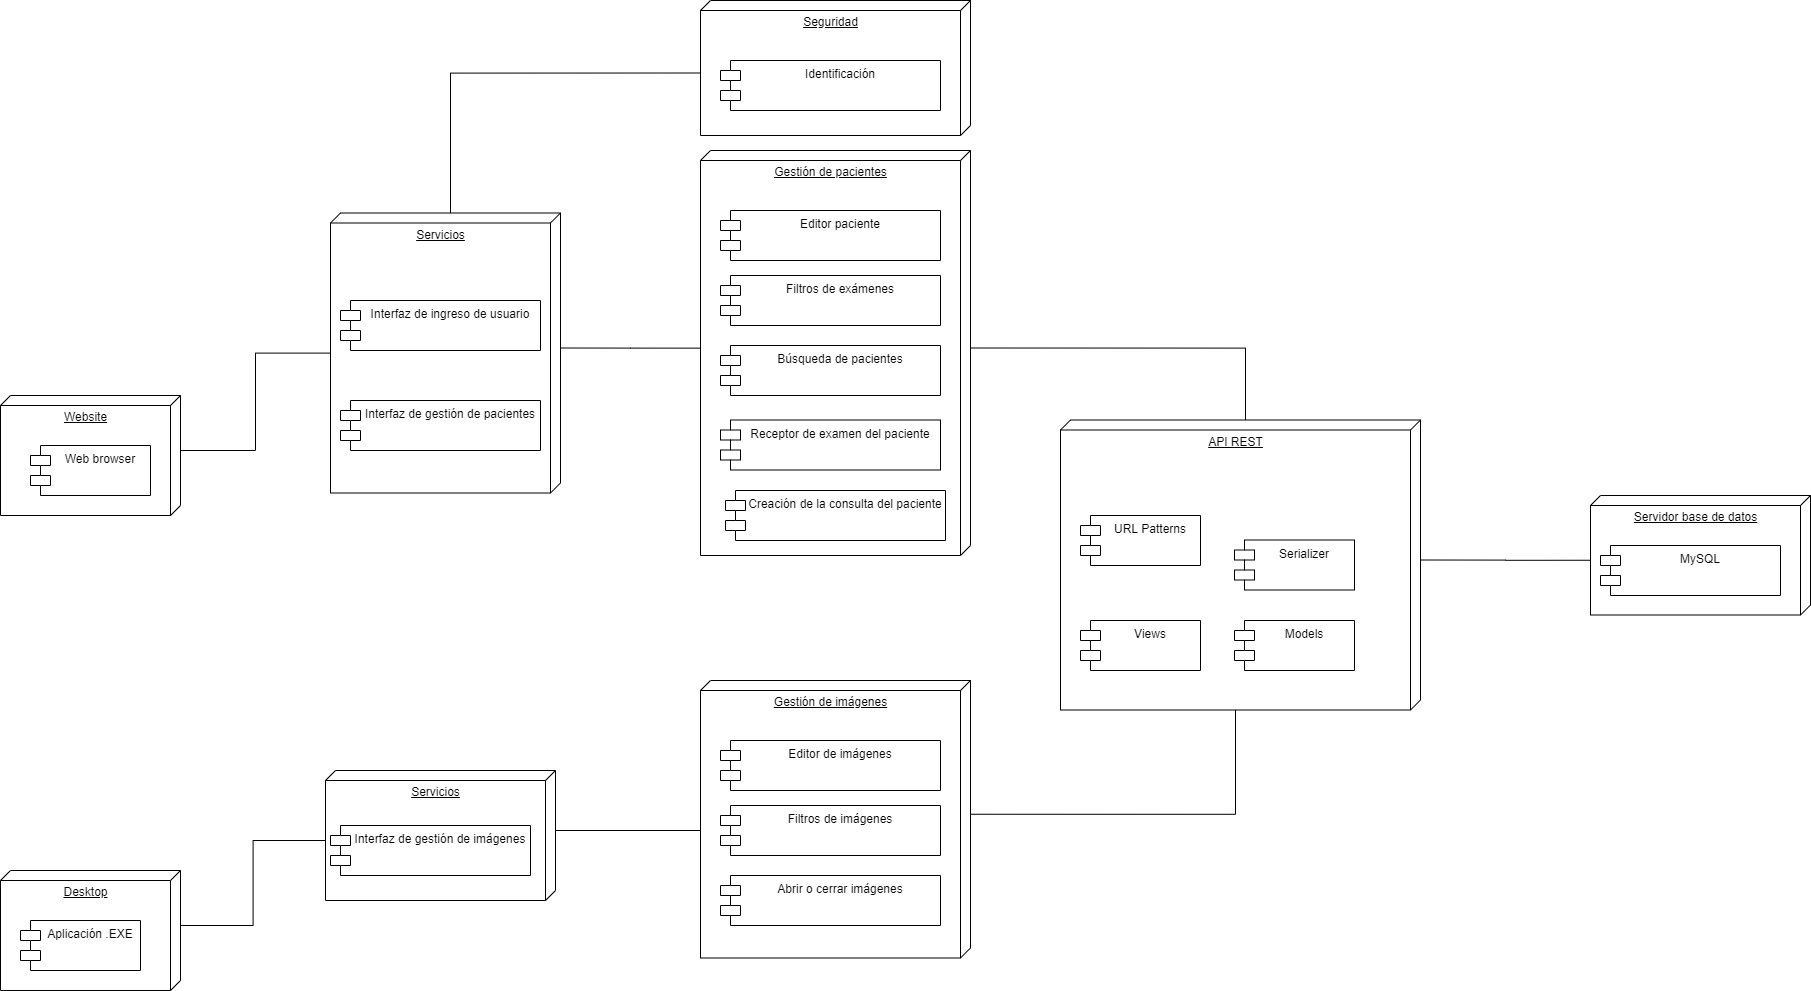 Seguridad
Identificación
Gestión de pacientes
Editor paciente
Filtros de exámenes
Búsqueda de pacientes
Receptor de examen del paciente
Creación de la consulta del paciente
Servicios
Interfaz de ingreso de usuario
Interfaz de gestión de pacientes
Website
Web browser
API REST
URL Patterns
Serializer
Views
Models
Servidor base de datos
MySQL
Gestión de imágenes
Editor de imágenes
Filtros de imágenes
Abrir o cerrar imágenes
Servicios
Interfaz de gestión de imágenes
Desktop
Aplicación .EXE